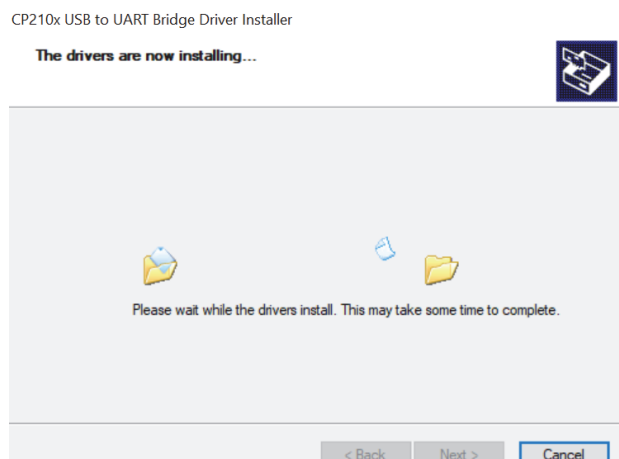 CP210x USB to UART Bridge Driver Installer
The drivers are now installing...
Please wait while the drivers install. This may take some time to complete.
< Back Next > Cancel